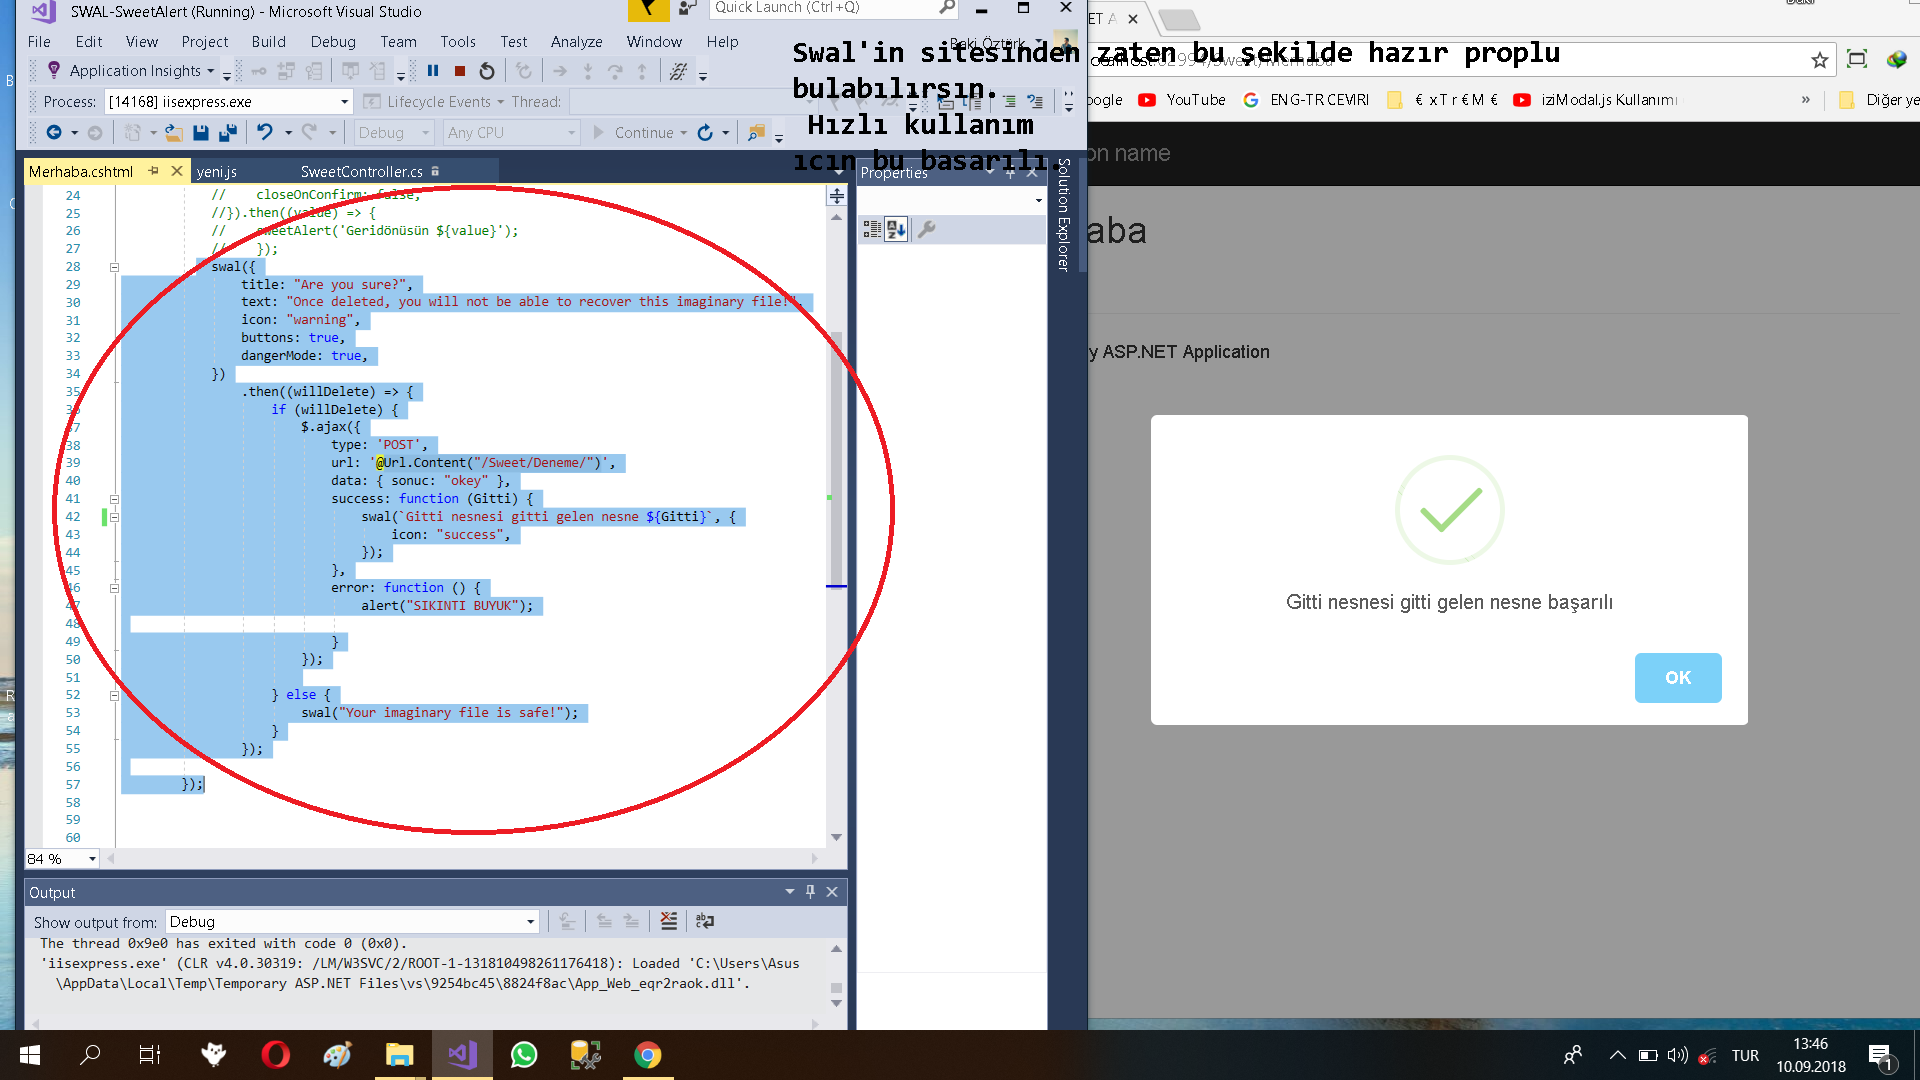 SWAL-SweetAlert (Running) - Microsoft Visual Studio
Quick Launch (Ctrl+Q)
File Edit View Project Build Debug Team Tools Test Analyze Window Help
Baki Öztürk
Application Insights
Process: [14168] iisexpress.exe Lifecycle Events Thread:
Debug Any CPU Continue
Swal'in sitesinden zaten bu sekilde hazır proplu
bulabılırsın.
Hızlı kullanım
ıcın bu basarılı.
Merhaba.cshtml yeni.js SweetController.cs
24 // closeOnConfirm: false,
25 //}).then((value) => {
26 // sweetAlert('Geridönüsün ${value}');
27 // });
28 swal({
29 title: "Are you sure?",
30 text: "Once deleted, you will not be able to recover this imaginary file!",
31 icon: "warning",
32 buttons: true,
33 dangerMode: true,
34 })
35 .then((willDelete) => {
36 if (willDelete) {
37 $.ajax({
38 type: 'POST',
39 url: '@Url.Content("/Sweet/Deneme/")',
40 data: { sonuc: "okey" },
41 success: function (Gitti) {
42 swal(`Gitti nesnesi gitti gelen nesne ${Gitti}`, {
43 icon: "success",
44 });
45 },
46 error: function () {
47 alert("SIKINTI BUYUK");
48
49 }
50 });
51
52 } else {
53 swal("Your imaginary file is safe!");
54 }
55 });
56
57 });
58
59
60
84 %
Output
Show output from: Debug
The thread 0x9e0 has exited with code 0 (0x0).
'iisexpress.exe' (CLR v4.0.30319: /LM/W3SVC/2/ROOT-1-131810498261176418): Loaded 'C:\Users\Asus
\AppData\Local\Temp\Temporary ASP.NET Files\vs\9254bc45\8824f8ac\App_Web_eqr2raok.dll'.
Properties
Solution Explorer
ET A
ocalhost:62994/Sweet/Merhaba
oogle YouTube ENG-TR CEVIRI € x T r € M € iziModal.js Kullanımı » Diğer ye
on name
aba
y ASP.NET Application
Gitti nesnesi gitti gelen nesne başarılı
OK
TUR
13:46
10.09.2018
1